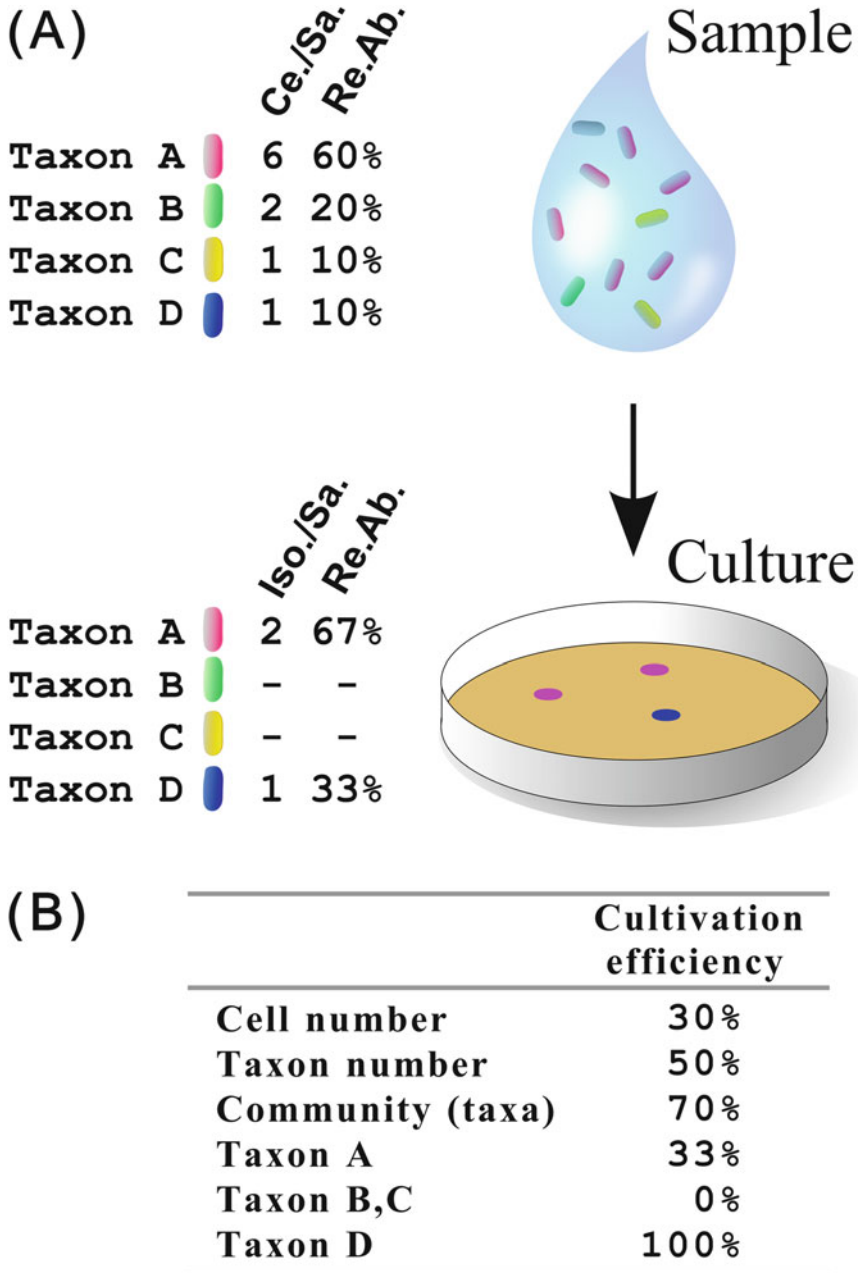 (A)
Ce./Sa. Re.Ab.
Sample
Taxon A 6 60%
Taxon B 2 20%
Taxon C 1 10%
Taxon D 1 10%
Iso./Sa. Re.Ab.
Culture
Taxon A 2 67%
Taxon B - -
Taxon C - -
Taxon D 1 33%
(B)
Cultivation
efficiency
Cell number 30%
Taxon number 50%
Community (taxa) 70%
Taxon A 33%
Taxon B,C 0%
Taxon D 100%